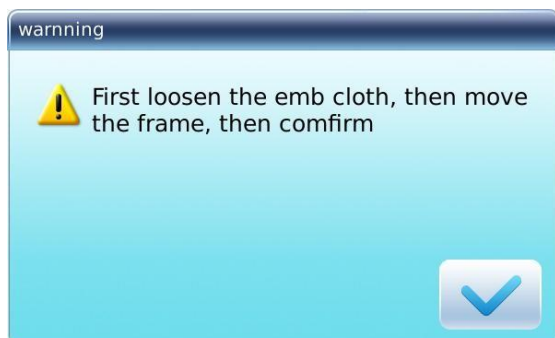 warnning
First loosen the emb cloth, then move
the frame, then comfirm